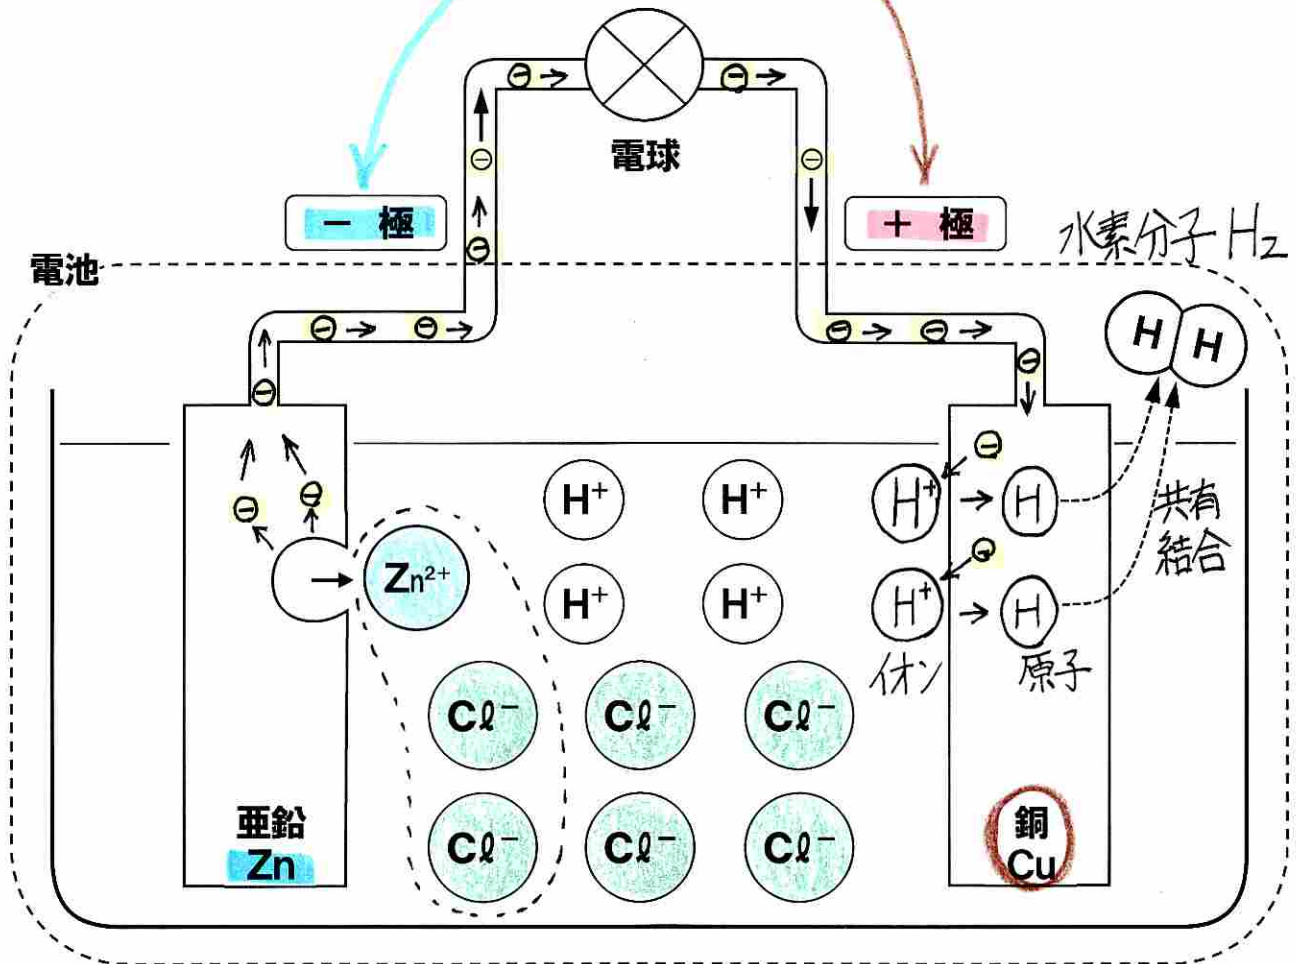 ⊖ ⊖
電球
⊖ ⊖
− 極
+ 極
⊖
水素分子 H₂
電池
⊖ ⊖ ⊖ ⊖
H H
⊖ ⊖
⊖
⊖ ⊖
H⁺ H⁺ H⁺ H
共有
結合
⊖
Zn²⁺
H⁺ H⁺ H⁺ H
イオン
原子
Cℓ⁻ Cℓ⁻ Cℓ⁻
Cℓ⁻ Cℓ⁻ Cℓ⁻
亜鉛
Zn
銅
Cu